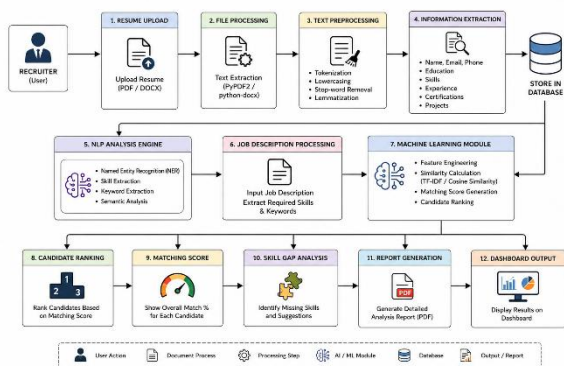 RECRUITER
(User)
1. RESUME UPLOAD
Upload Resume
(PDF / DOCX)
2. FILE PROCESSING
Text Extraction
(PyPDF2 /
python-docx)
3. TEXT PREPROCESSING
• Tokenization
• Lowercasing
• Stop-word Removal
• Lemmatization
4. INFORMATION EXTRACTION
• Name, Email, Phone
• Education
• Skills
• Experience
• Certifications
• Projects
STORE IN
DATABASE
5. NLP ANALYSIS ENGINE
• Named Entity Recognition (NER)
• Skill Extraction
• Keyword Extraction
• Semantic Analysis
6. JOB DESCRIPTION PROCESSING
Input Job Description
Extract Required Skills
& Keywords
7. MACHINE LEARNING MODULE
• Feature Engineering
• Similarity Calculation
(TF-IDF / Cosine Similarity)
• Matching Score Generation
• Candidate Ranking
8. CANDIDATE RANKING
1
2
3
Rank Candidates Based
on Matching Score
9. MATCHING SCORE
Show Overall Match %
for Each Candidate
10. SKILL GAP ANALYSIS
Identify Missing Skills
and Suggestions
11. REPORT GENERATION
PDF
Generate Detailed
Analysis Report (PDF)
12. DASHBOARD OUTPUT
Display Results on
Dashboard
User Action
Document Process
Processing Step
AI / ML Module
Database
Output / Report